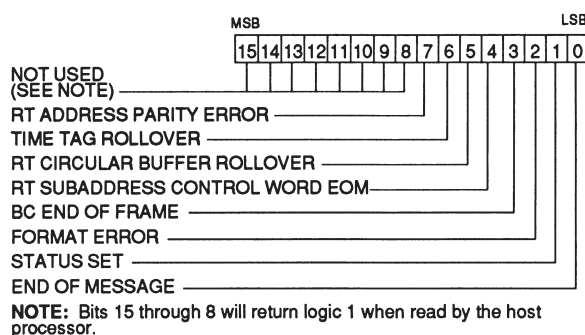 MSB LSB
15 14 13 12 11 10 9 8 7 6 5 4 3 2 1 0
NOT USED
(SEE NOTE)
RT ADDRESS PARITY ERROR
TIME TAG ROLLOVER
RT CIRCULAR BUFFER ROLLOVER
RT SUBADDRESS CONTROL WORD EOM
BC END OF FRAME
FORMAT ERROR
STATUS SET
END OF MESSAGE
NOTE: Bits 15 through 8 will return logic 1 when read by the host
processor.